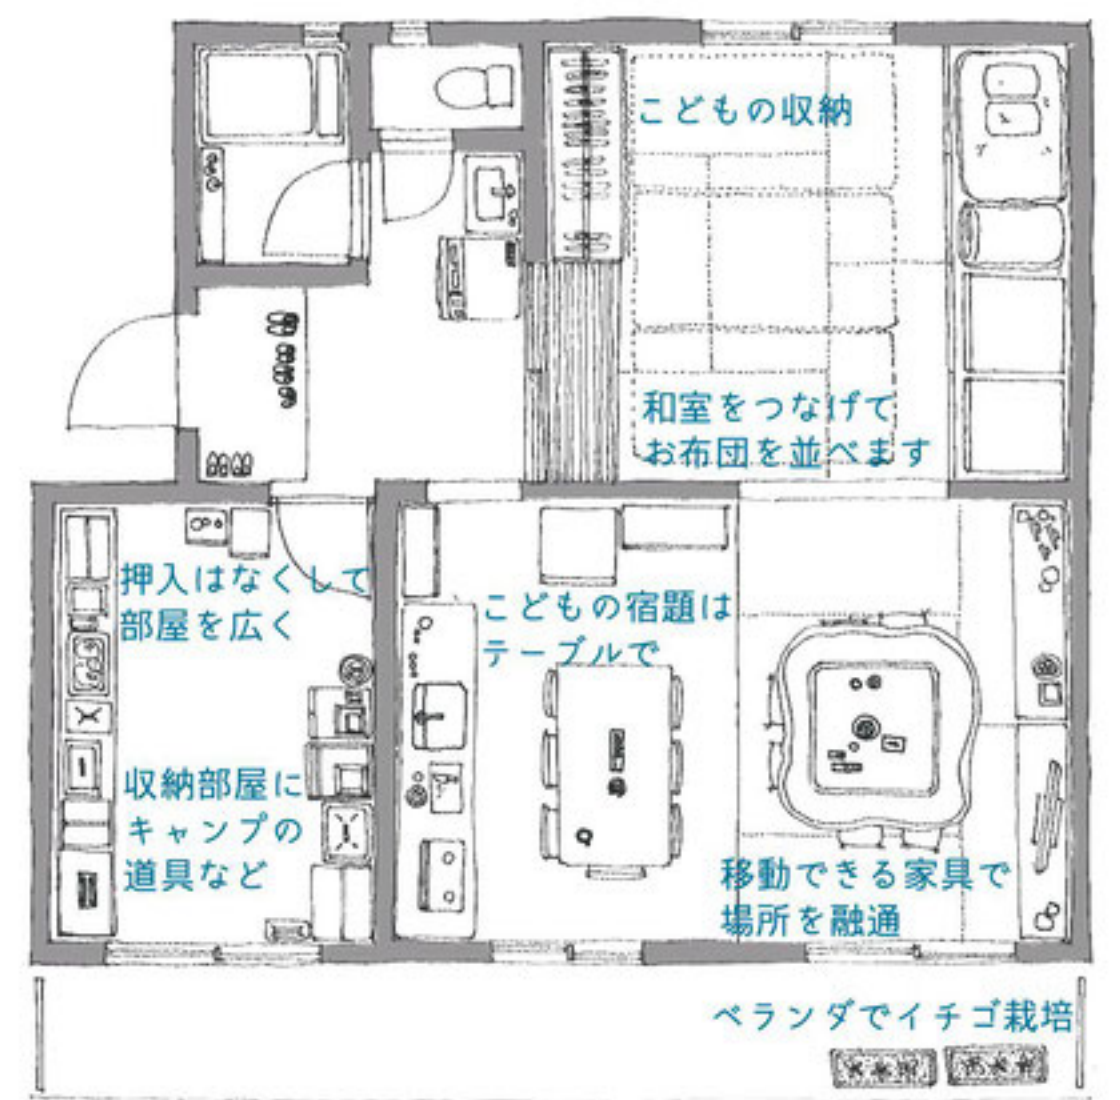 こどもの収納
和室をつなげて
お布団を並べます
押入はなくして
部屋を広く
こどもの宿題は
テーブルで
収納部屋に
キャンプの
道具など
移動できる家具で
場所を融通
ベランダでイチゴ栽培